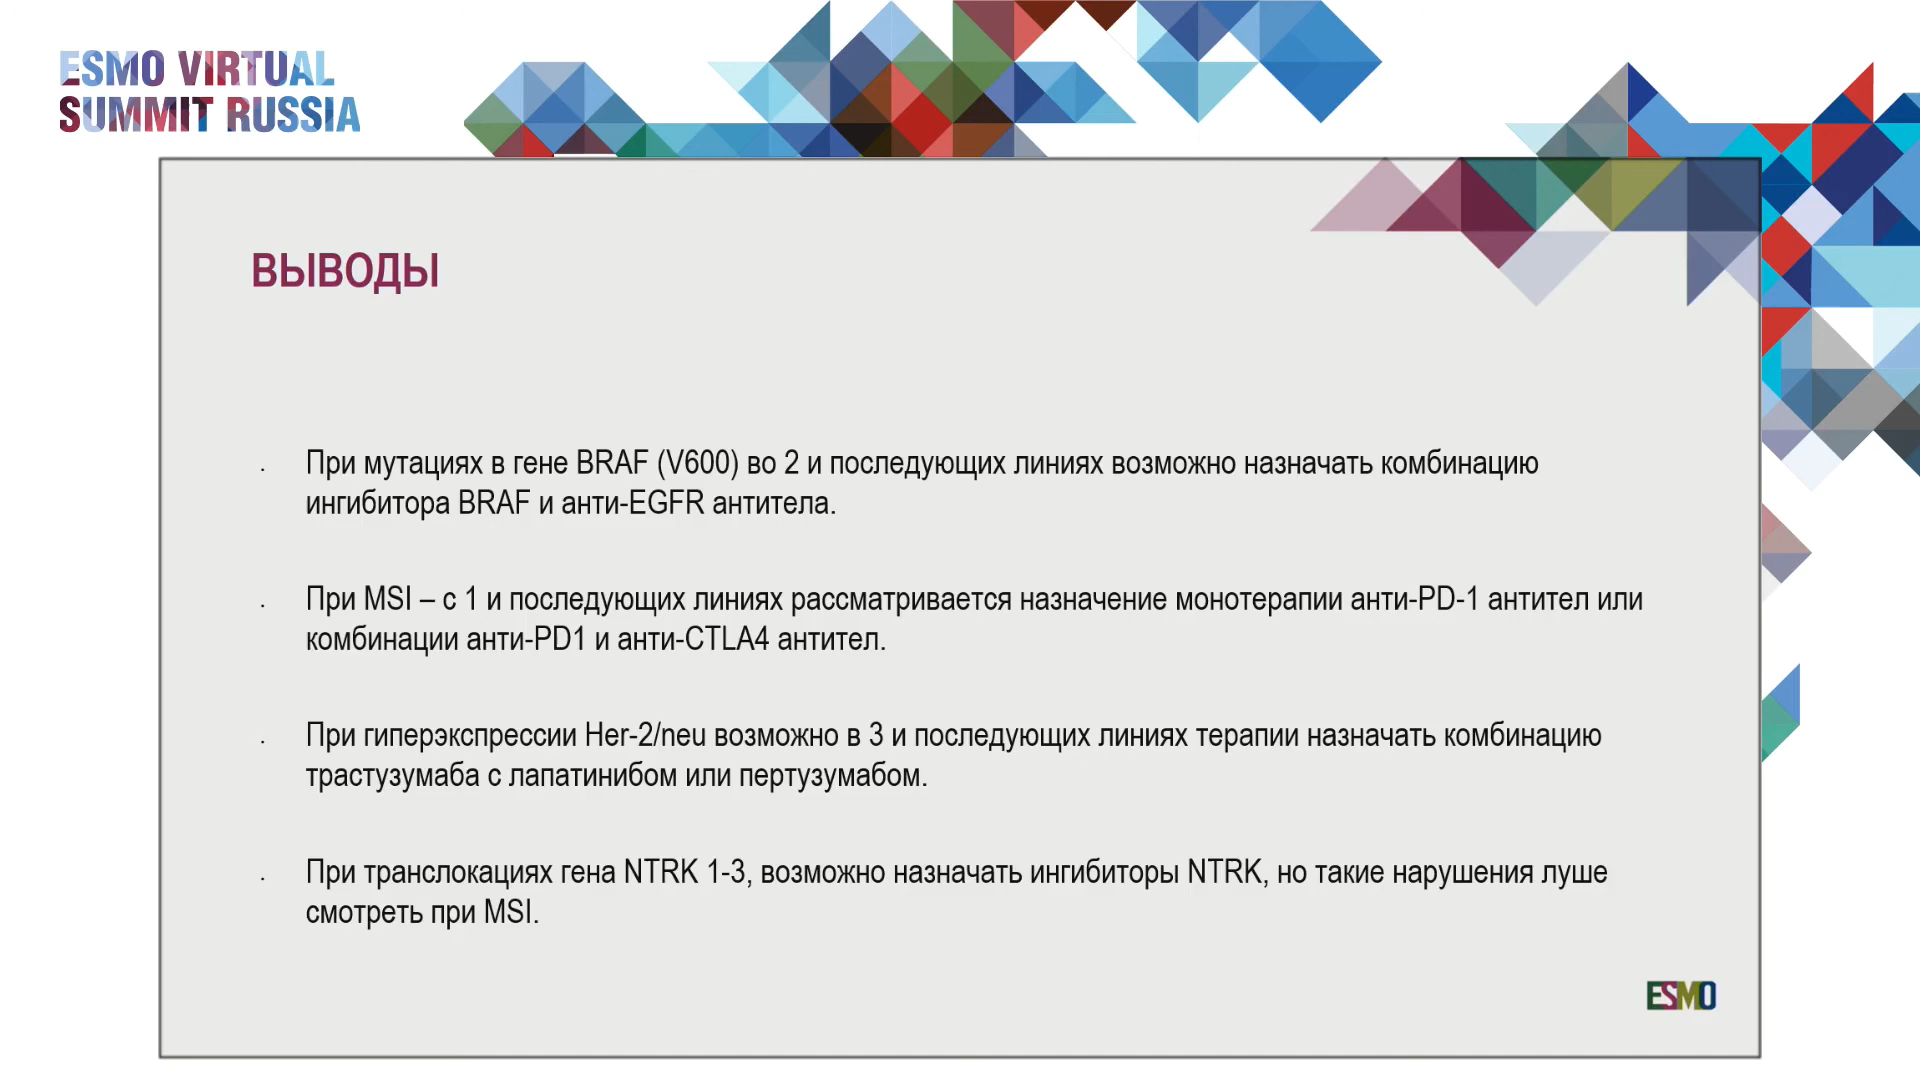 ESMO VIRTUAL
SUMMIT RUSSIA
ВЫВОДЫ
· При мутациях в гене BRAF (V600) во 2 и последующих линиях возможно назначать комбинацию
ингибитора BRAF и анти-EGFR антитела.
· При MSI – с 1 и последующих линиях рассматривается назначение монотерапии анти-PD-1 антител или
комбинации анти-PD1 и анти-CTLA4 антител.
· При гиперэкспрессии Her-2/neu возможно в 3 и последующих линиях терапии назначать комбинацию
трастузумаба с лапатинибом или пертузумабом.
· При транслокациях гена NTRK 1-3, возможно назначать ингибиторы NTRK, но такие нарушения луше
смотреть при MSI.
ESMO